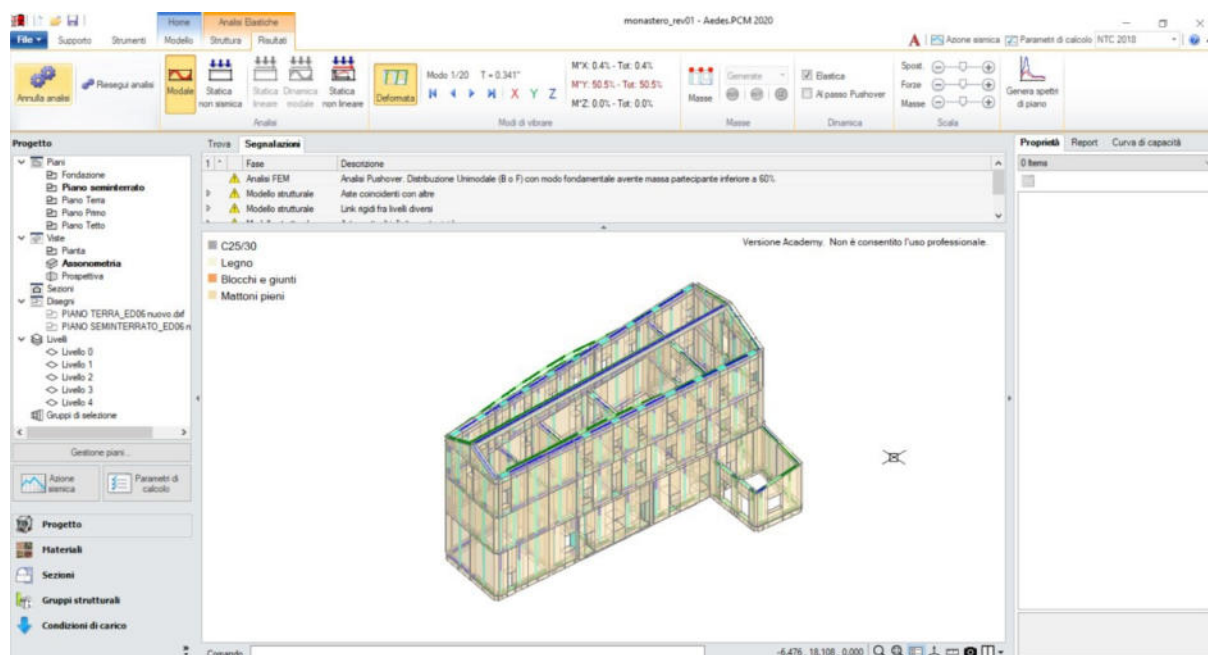 Home Analisi Elastiche monastero_rev01 - Aedes.PCM 2020
File Supporto Strumenti Modello Struttura Risultati Azione sismica Parametri di calcolo NTC 2018
Annulla analisi
Riesegui analisi
Modale
Statica non sismica
Statica lineare
Dinamica modale
Statica non lineare
Analisi
Deformata
Modo 1/20 T = 0.341"
X Y Z
M*X: 0.4% - Tot: 0.4%
M*Y: 50.5% - Tot: 50.5%
M*Z: 0.0% - Tot: 0.0%
Modi di vibrare
Masse
Generate
Masse
Elastica
Al passo Pushover
Dinamica
Spost.
Forze
Masse
Scala
Genera spettri di piano
Progetto
Piani
Fondazione
Piano seminterrato
Piano Terra
Piano Primo
Piano Tetto
Viste
Pianta
Assonometria
Prospettiva
Sezioni
Disegni
PIANO TERRA_ED06 nuovo.dxf
PIANO SEMINTERRATO_ED06 n
Livelli
Livello 0
Livello 1
Livello 2
Livello 3
Livello 4
Gruppi di selezione
Gestione piani...
Azione sismica
Parametri di calcolo
Progetto
Materiali
Sezioni
Gruppi strutturali
Condizioni di carico
Trova Segnalazioni
1 Fase Descrizione
Analisi FEM Analisi Pushover. Distribuzione Unimodale (B o F) con modo fondamentale avente massa partecipante inferiore a 60%
Modello strutturale Aste coincidenti con altre
Modello strutturale Link rigidi fra livelli diversi
C25/30
Legno
Blocchi e giunti
Mattoni pieni
Versione Academy. Non è consentito l'uso professionale.
Comando
-6.476 18.108 0.000
Proprietà Report Curva di capacità
0 Items